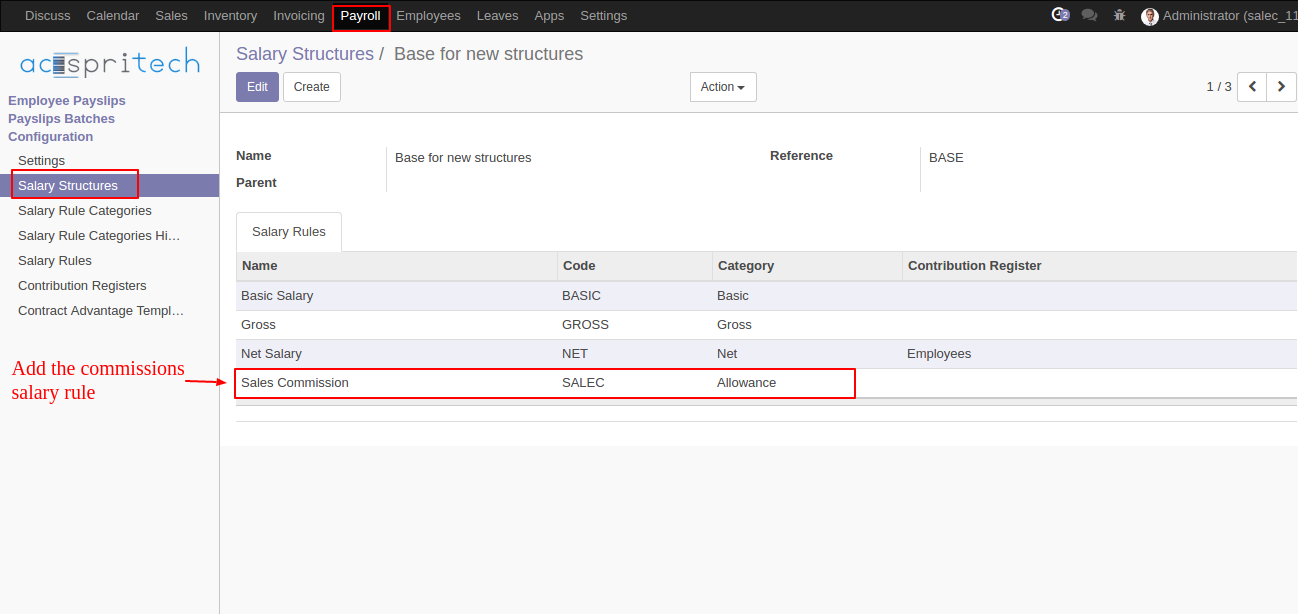 Discuss Calendar Sales Inventory Invoicing Payroll Employees Leaves Apps Settings 2 Administrator (salec_11
acespritech
Salary Structures / Base for new structures
Edit Create Action 1 / 3
Employee Payslips
Payslips Batches
Configuration
Settings
Salary Structures
Salary Rule Categories
Salary Rule Categories Hi…
Salary Rules
Contribution Registers
Contract Advantage Templ…
Name Base for new structures Reference BASE
Parent
Salary Rules
Name Code Category Contribution Register
Basic Salary BASIC Basic
Gross GROSS Gross
Net Salary NET Net Employees
Sales Commission SALEC Allowance
Add the commissions
salary rule